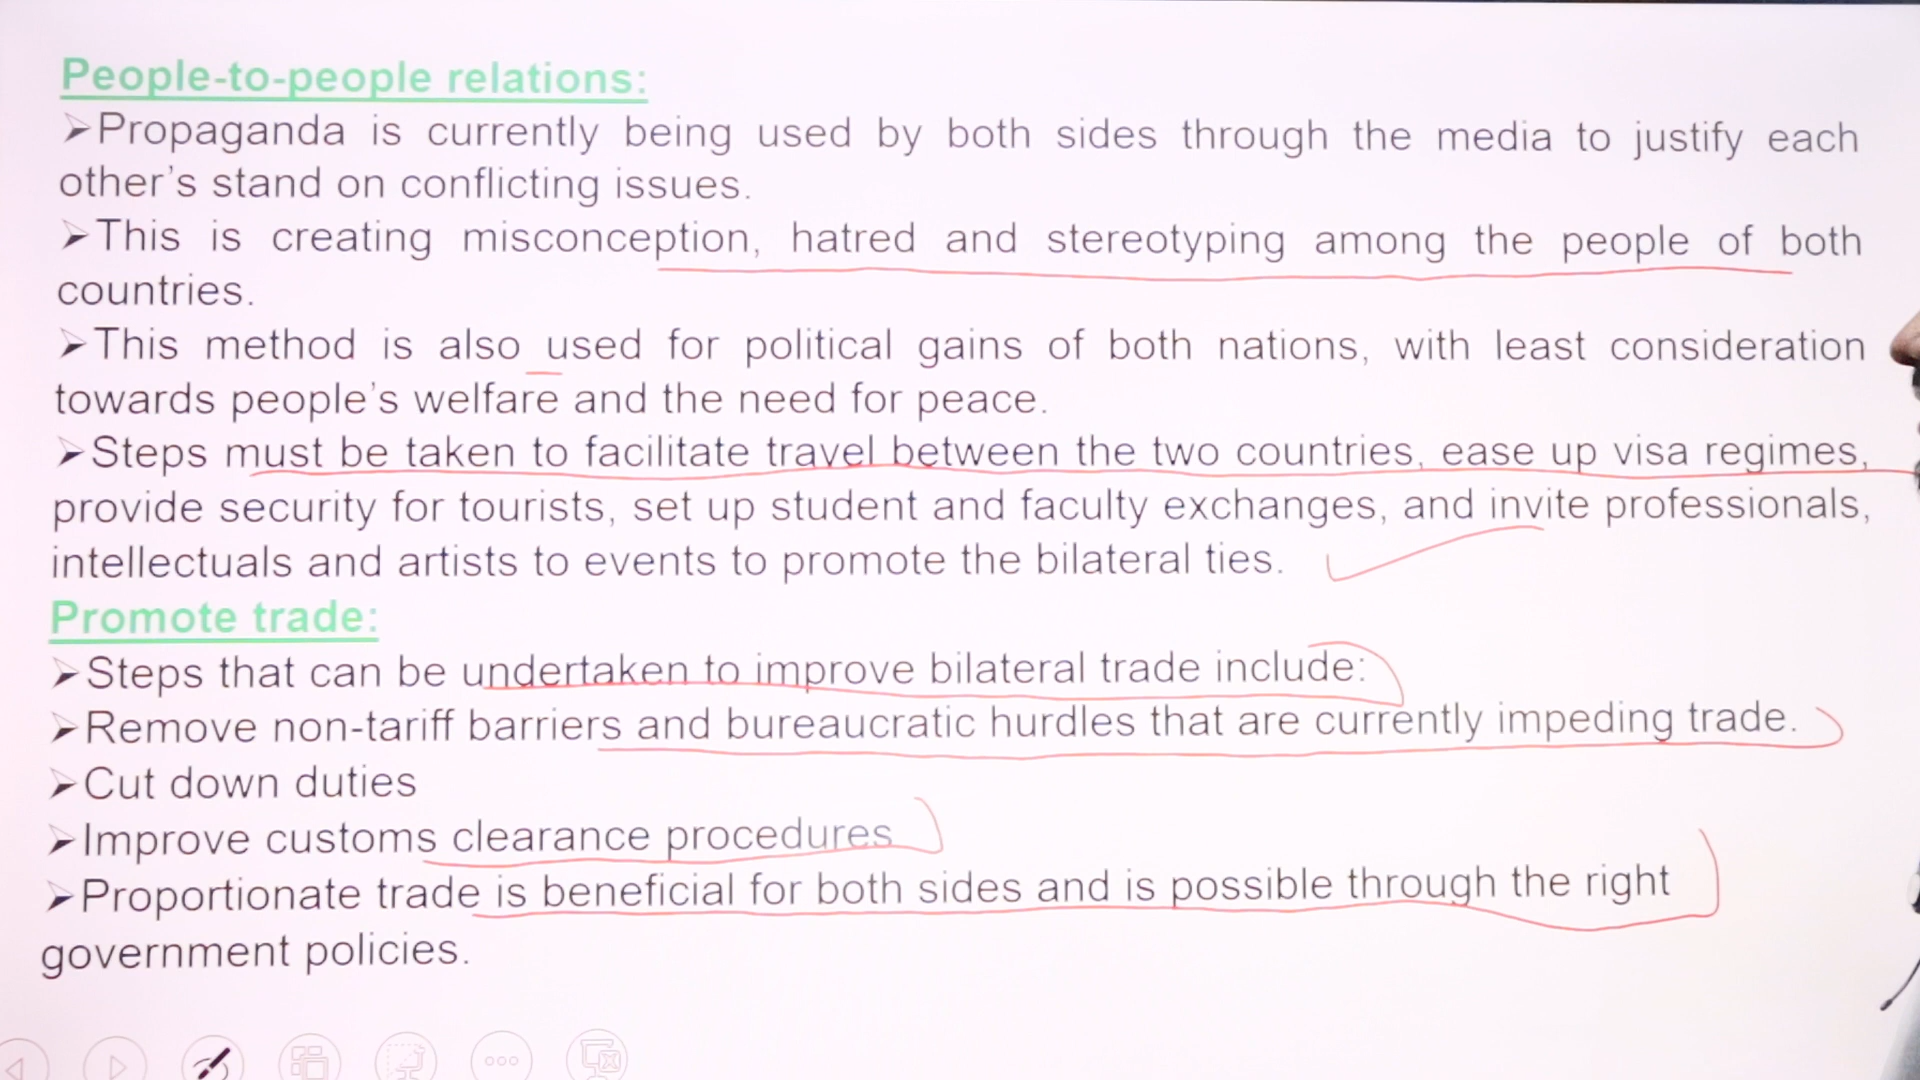 People-to-people relations:
➢Propaganda is currently being used by both sides through the media to justify each
other’s stand on conflicting issues.
➢This is creating misconception, hatred and stereotyping among the people of both
countries.
➢This method is also used for political gains of both nations, with least consideration
towards people’s welfare and the need for peace.
➢Steps must be taken to facilitate travel between the two countries, ease up visa regimes,
provide security for tourists, set up student and faculty exchanges, and invite professionals,
intellectuals and artists to events to promote the bilateral ties.
Promote trade:
➢Steps that can be undertaken to improve bilateral trade include:
➢Remove non-tariff barriers and bureaucratic hurdles that are currently impeding trade.
➢Cut down duties
➢Improve customs clearance procedures
➢Proportionate trade is beneficial for both sides and is possible through the right
government policies.